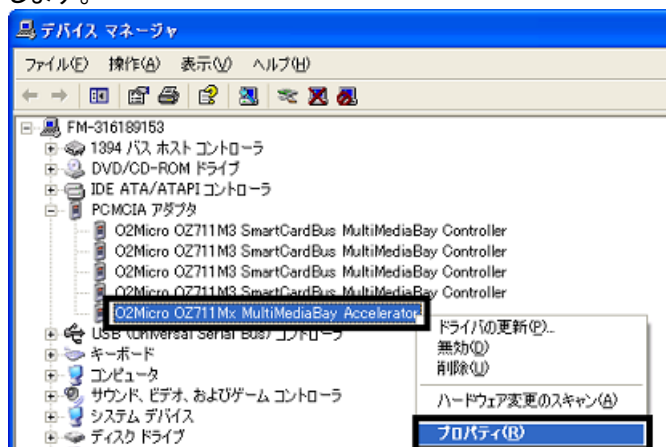 します。
デバイス マネージャ
ファイル(F) 操作(A) 表示(V) ヘルプ(H)
FM-316189153
1394 バス ホスト コントローラ
DVD/CD-ROM ドライブ
IDE ATA/ATAPI コントローラ
PCMCIA アダプタ
O2Micro OZ711M3 SmartCardBus MultiMediaBay Controller
O2Micro OZ711M3 SmartCardBus MultiMediaBay Controller
O2Micro OZ711M3 SmartCardBus MultiMediaBay Controller
O2Micro OZ711M3 SmartCardBus MultiMediaBay Controller
O2Micro OZ711Mx MultiMediaBay Accelerator
USB (Universal Serial Bus) コントローラ
キーボード
コンピュータ
サウンド、ビデオ、およびゲーム コントローラ
システム デバイス
ディスク ドライブ
ドライバの更新(P)...
無効(D)
削除(U)
ハードウェア変更のスキャン(A)
プロパティ(R)